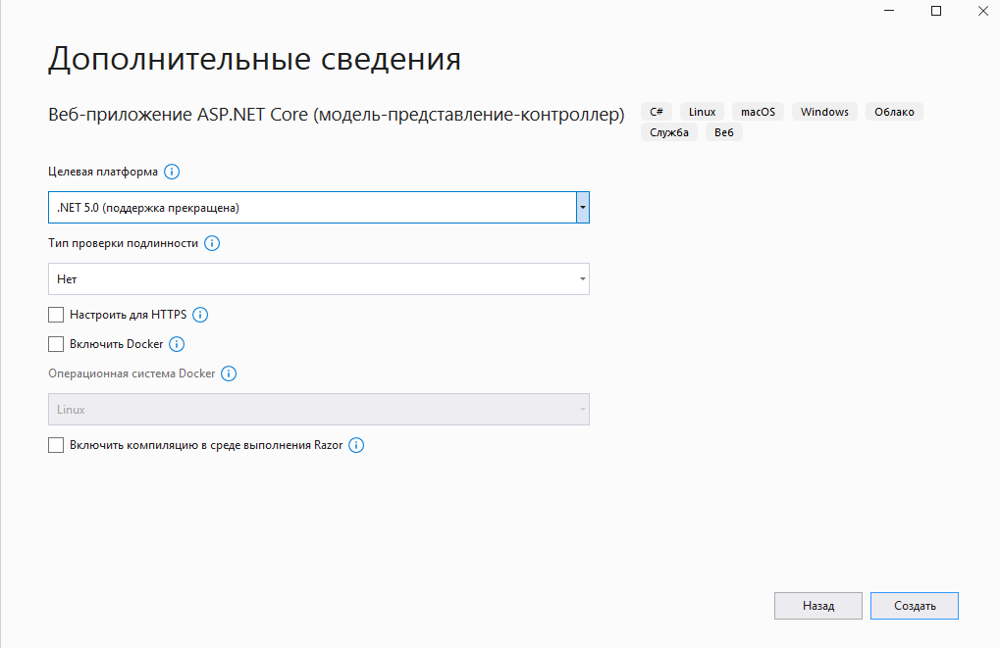 Дополнительные сведения
Веб-приложение ASP.NET Core (модель-представление-контроллер)
C# Linux macOS Windows Облако
Служба Веб
Целевая платформа
.NET 5.0 (поддержка прекращена)
Тип проверки подлинности
Нет
Настроить для HTTPS
Включить Docker
Операционная система Docker
Linux
Включить компиляцию в среде выполнения Razor
Назад Создать